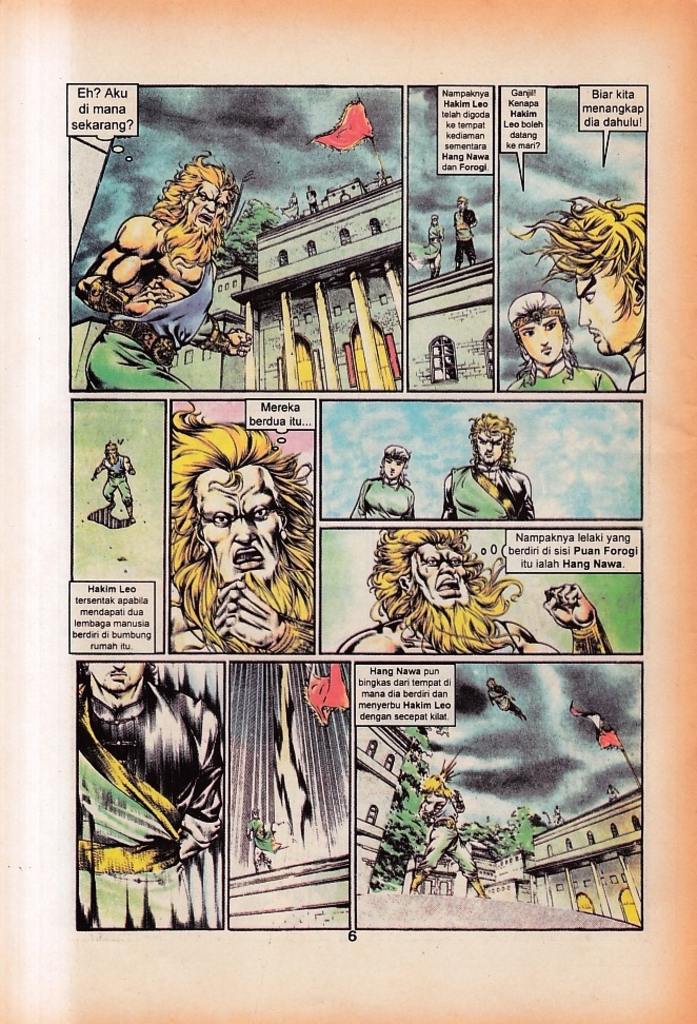 Eh? Aku
di mana
sekarang?
Nampaknya
Hakim Leo
telah digoda
ke tempat
kediaman
sementara
Hang Nawa
dan Forogi.
Ganjil!
Kenapa
Hakim
Leo boleh
datang
ke mari?
Biar kita
menangkap
dia dahulu!
Hakim Leo
tersentak apabila
mendapati dua
lembaga manusia
berdiri di bumbung
rumah itu.
Mereka
berdua itu...
Nampaknya lelaki yang
berdiri di sisi Puan Forogi
itu ialah Hang Nawa.
Hang Nawa pun
bingkas dari tempat di
mana dia berdiri dan
menyerbu Hakim Leo
dengan secepat kilat.
6